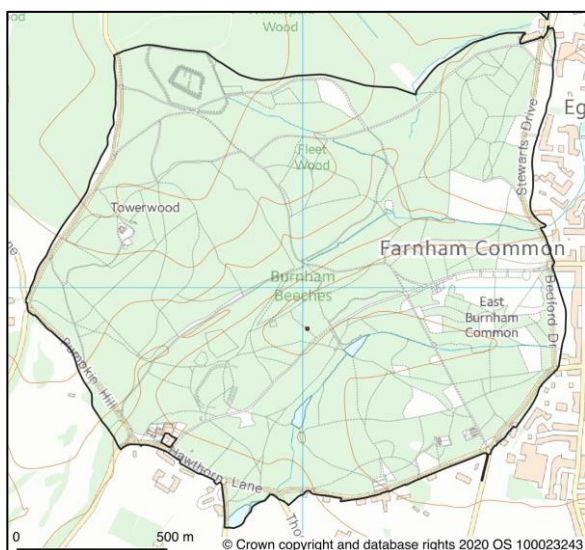 Wood
Eg
Stewarts Drive
Fleet
Wood
Towerwood
Farnham Common
Burnham
Beeches
East
Burnham
Common
Bedford Dr
Pumpkin Hill
Hawthorn Lane
Tho
0 500 m
© Crown copyright and database rights 2020 OS 100023243